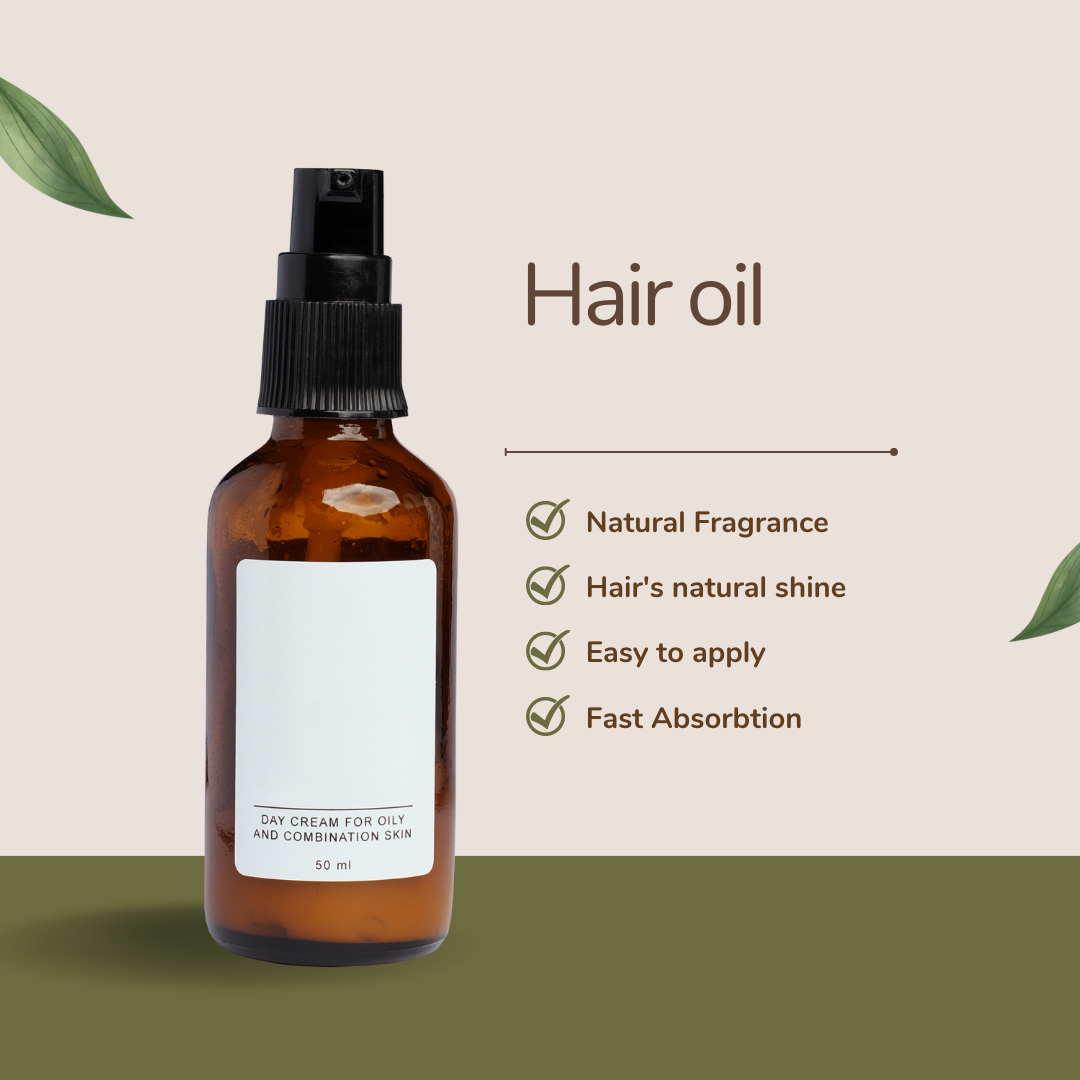 Hair oil
Natural Fragrance
Hair's natural shine
Easy to apply
Fast Absorbtion
DAY CREAM FOR OILY
AND COMBINATION SKIN
50 ml